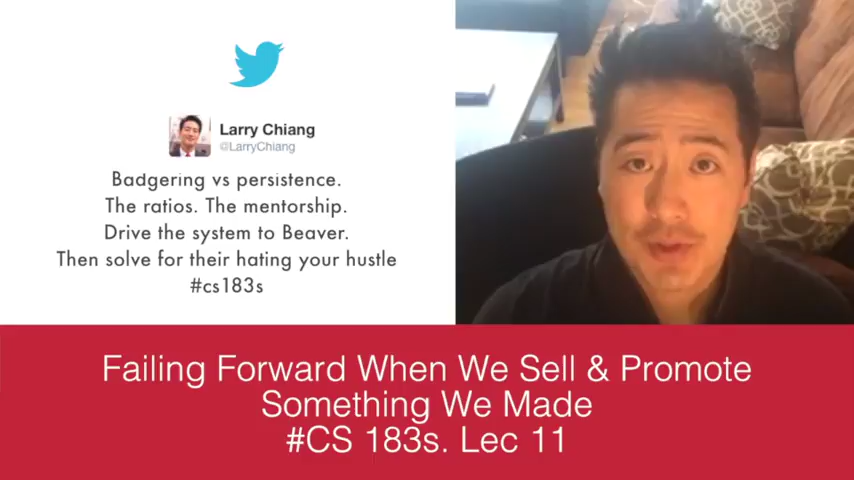 Larry Chiang
@LarryChiang
Badgering vs persistence.
The ratios. The mentorship.
Drive the system to Beaver.
Then solve for their hating your hustle
#cs183s
Failing Forward When We Sell & Promote
Something We Made
#CS 183s. Lec 11